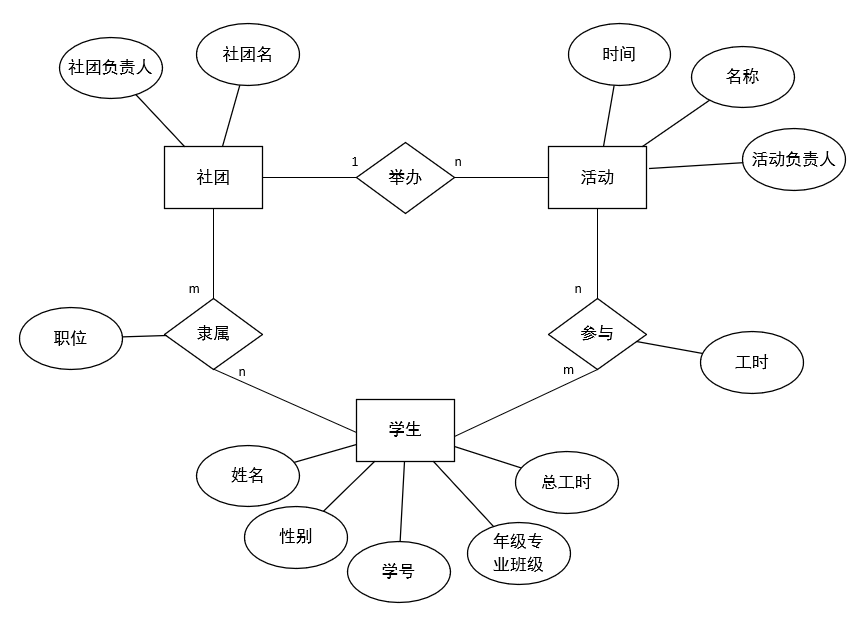 社团名
时间
社团负责人
名称
活动负责人
社团
1
举办
n
活动
m
n
职位
隶属
参与
工时
n
m
学生
姓名
总工时
性别
年级专
业班级
学号